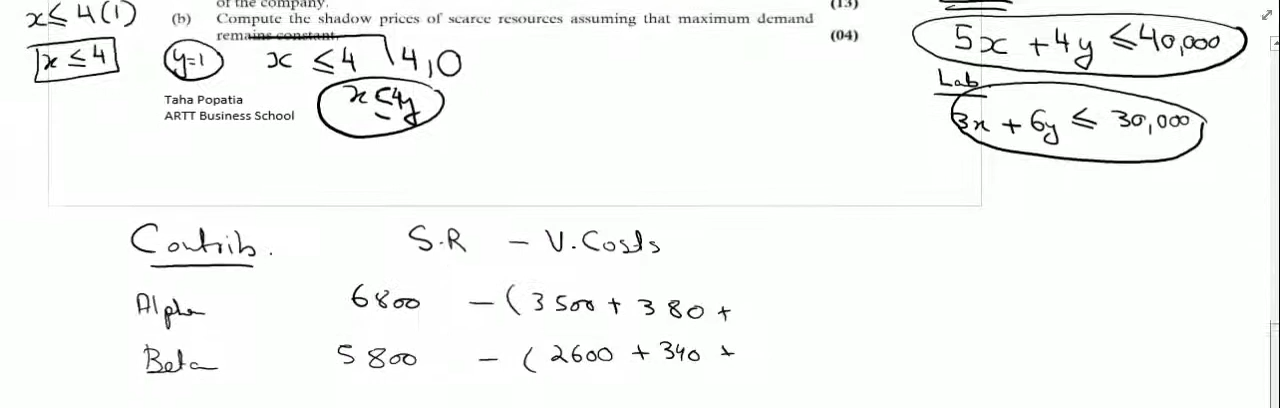 of the company. (13)
x ≤ 4(1)
(b) Compute the shadow prices of scarce resources assuming that maximum demand
remains constant. (04)
x ≤ 4
y=1
x ≤ 4
4,0
x ≤ 4y
5x + 4y ≤ 40,000
Lab
3x + 6y ≤ 30,000
Taha Popatia
ARTT Business School
Contrib. S.R - V.Costs
Alpha 6800 - (3500 + 380 +
Beta 5800 - (2600 + 340 +